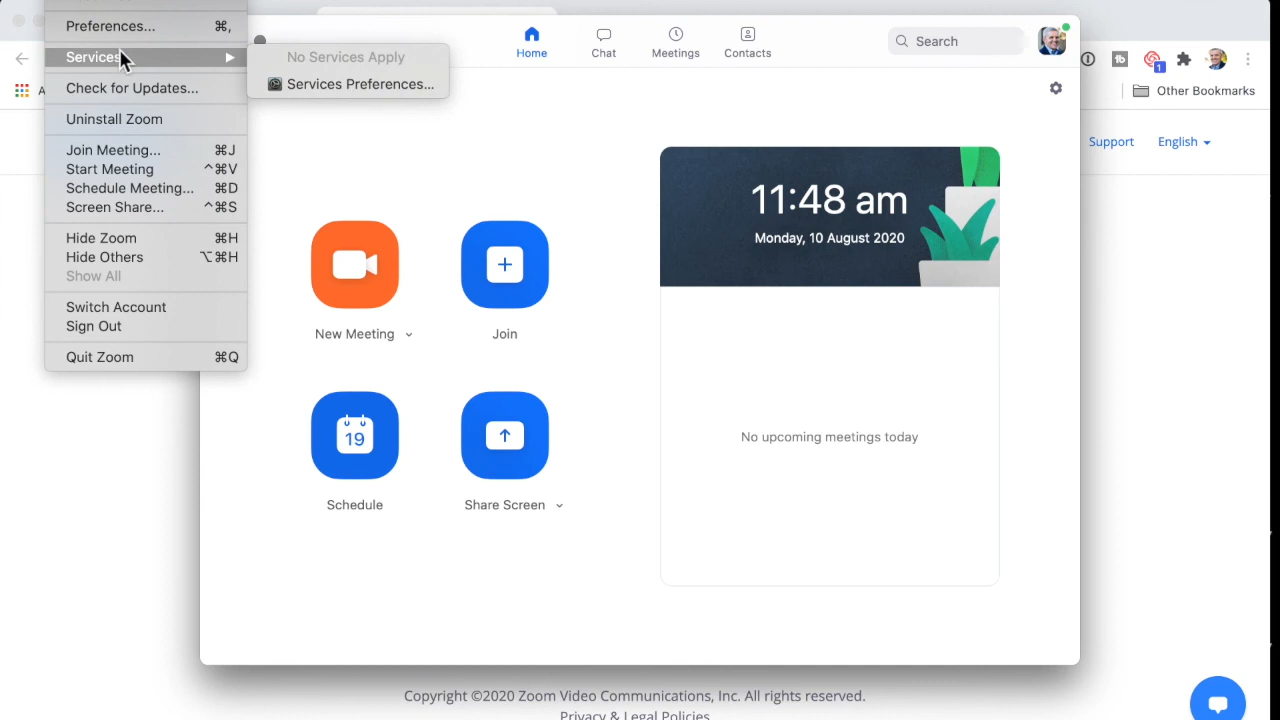 Preferences... ⌘,
Services
Check for Updates...
Uninstall Zoom
Join Meeting... ⌘J
Start Meeting ^⌘V
Schedule Meeting... ⌘D
Screen Share... ^⌘S
Hide Zoom ⌘H
Hide Others ⌥⌘H
Show All
Switch Account
Sign Out
Quit Zoom ⌘Q
No Services Apply
Services Preferences...
Home
Chat
Meetings
Contacts
Search
1
Other Bookmarks
Support
English
New Meeting
Join
19
Schedule
Share Screen
11:48 am
Monday, 10 August 2020
No upcoming meetings today
Copyright ©2020 Zoom Video Communications, Inc. All rights reserved.
Privacy & Legal Policies